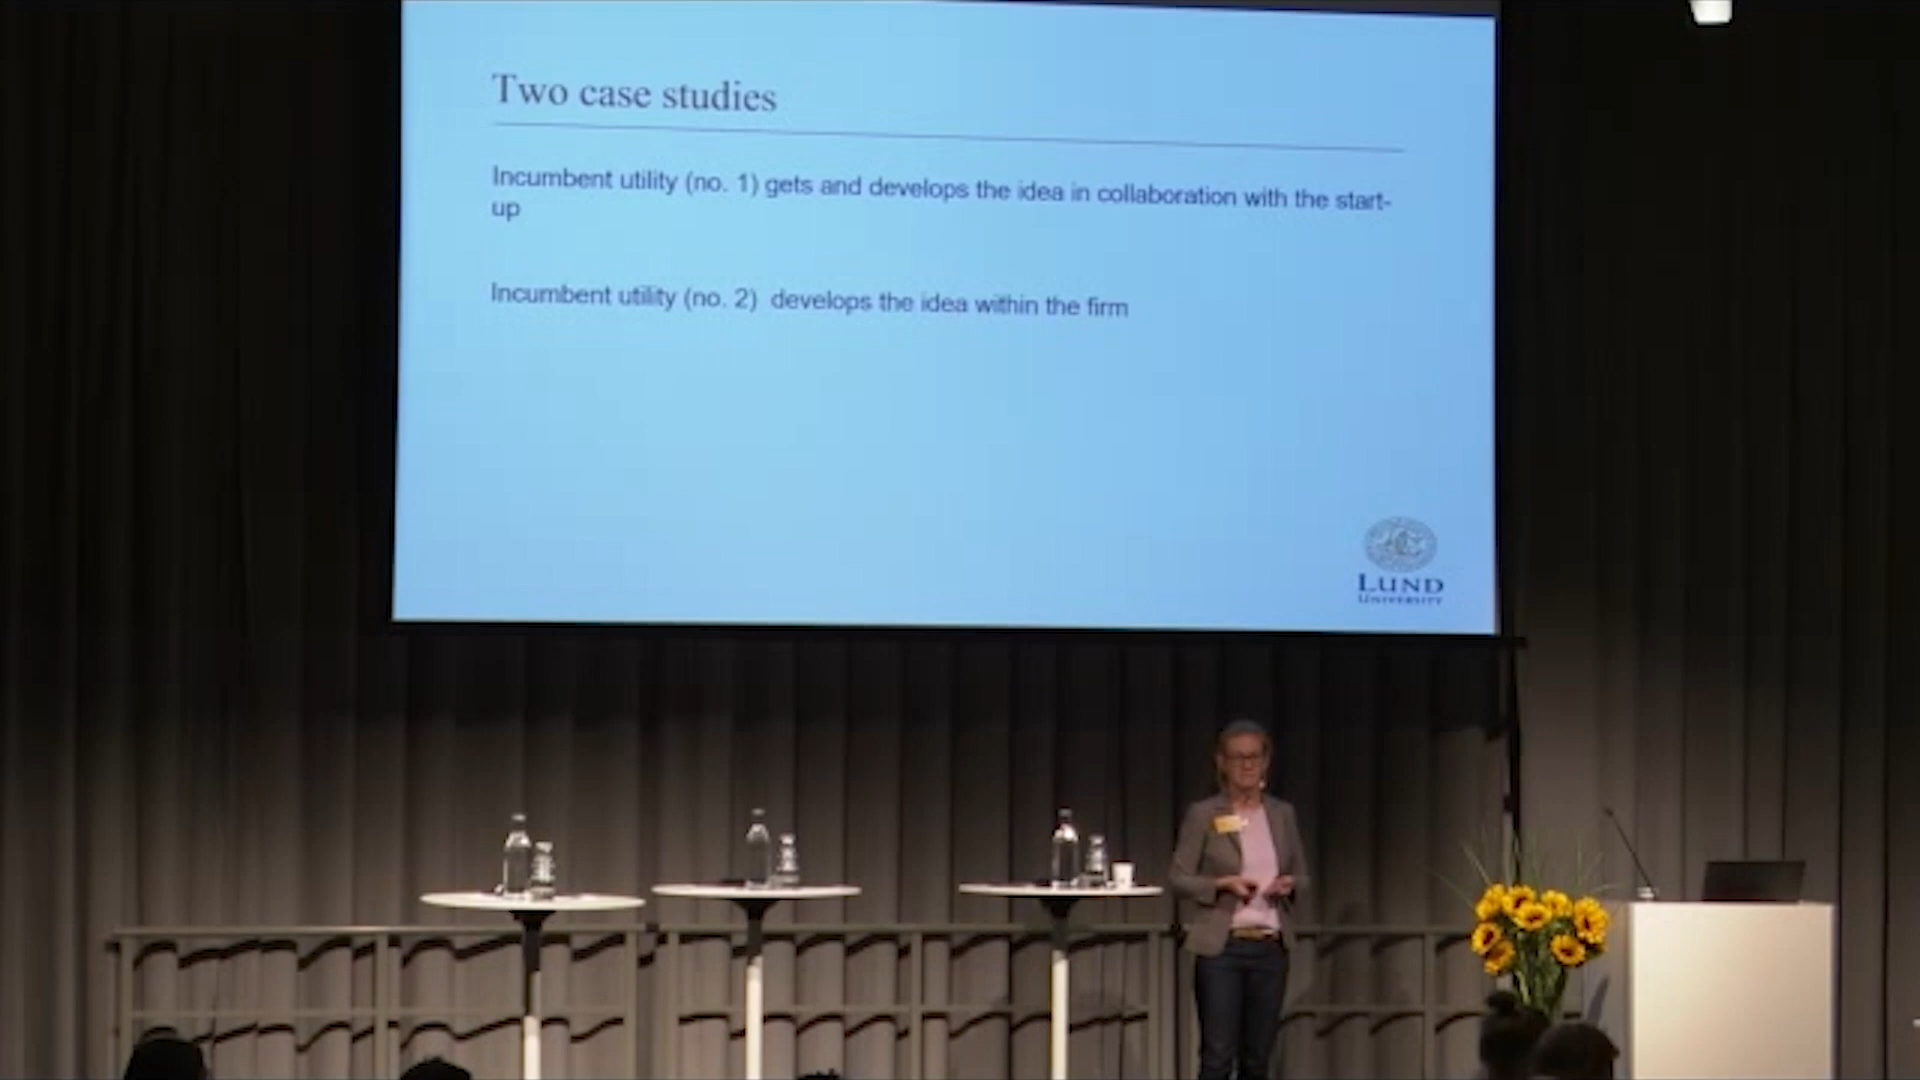 Two case studies
Incumbent utility (no. 1) gets and develops the idea in collaboration with the start-
up
Incumbent utility (no. 2) develops the idea within the firm
LUND
UNIVERSITY